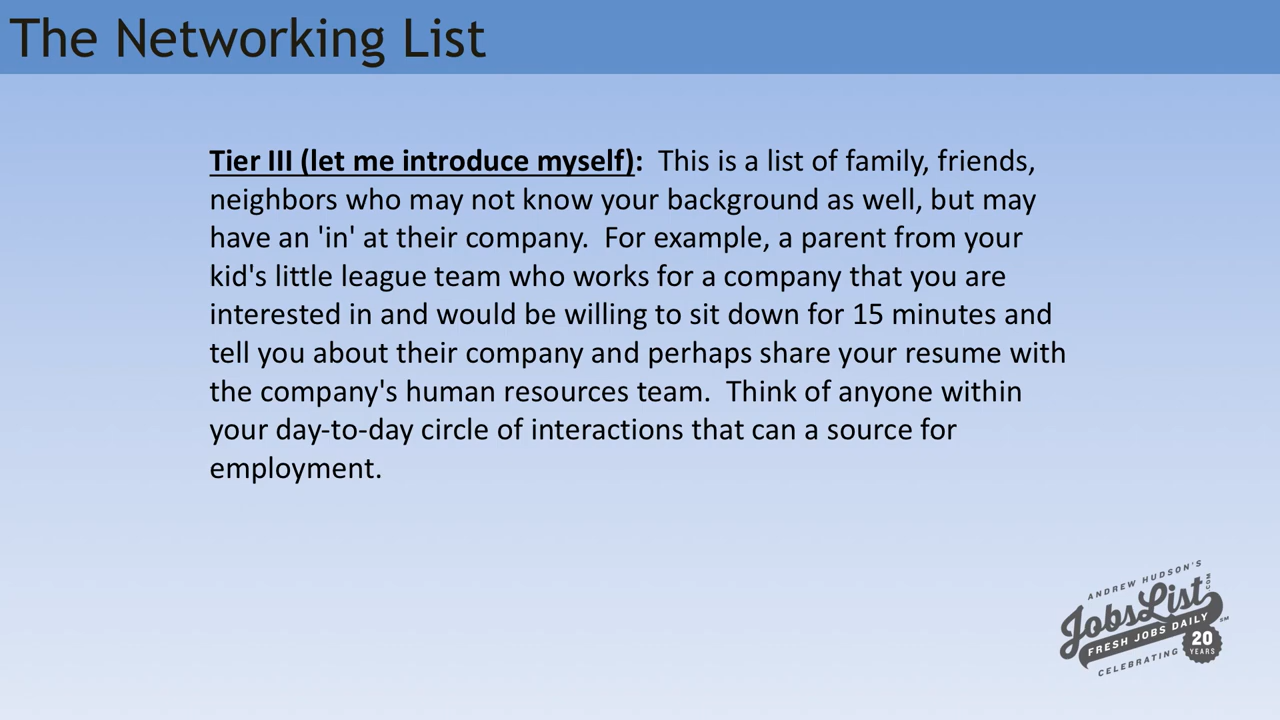 The Networking List
Tier III (let me introduce myself):  This is a list of family, friends,
neighbors who may not know your background as well, but may
have an 'in' at their company.  For example, a parent from your
kid's little league team who works for a company that you are
interested in and would be willing to sit down for 15 minutes and
tell you about their company and perhaps share your resume with
the company's human resources team.  Think of anyone within
your day-to-day circle of interactions that can a source for
employment.
ANDREW HUDSON'S
JobsList.COM
FRESH JOBS DAILY SM
CELEBRATING 20 YEARS